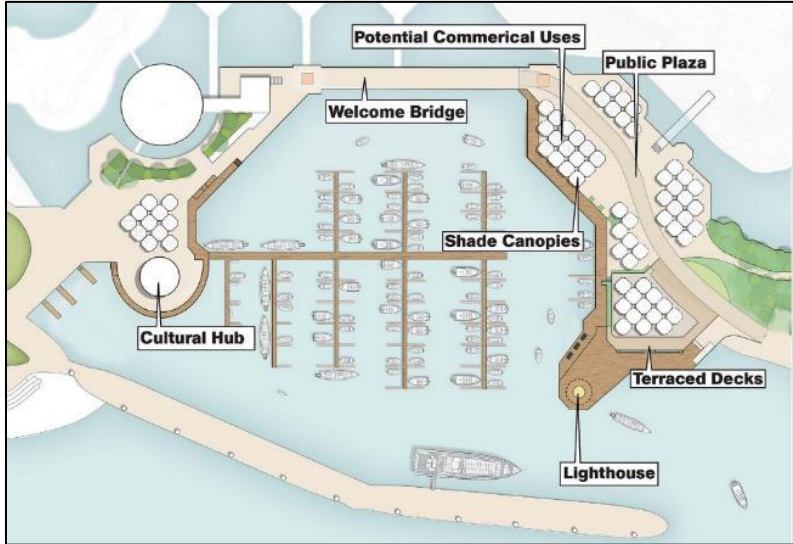 Potential Commerical Uses
Public Plaza
Welcome Bridge
Shade Canopies
Cultural Hub
Terraced Decks
Lighthouse